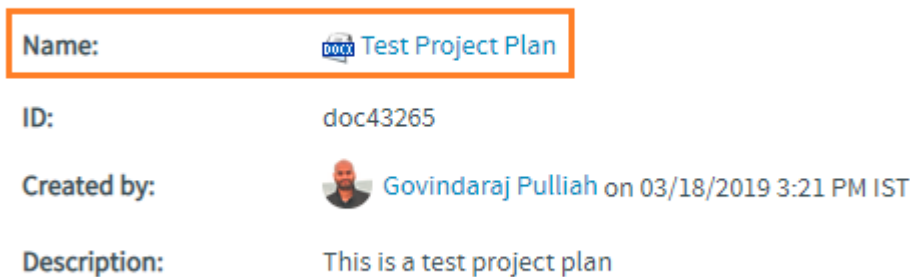 Name: DOCX Test Project Plan
ID: doc43265
Created by: Govindaraj Pulliah on 03/18/2019 3:21 PM IST
Description: This is a test project plan